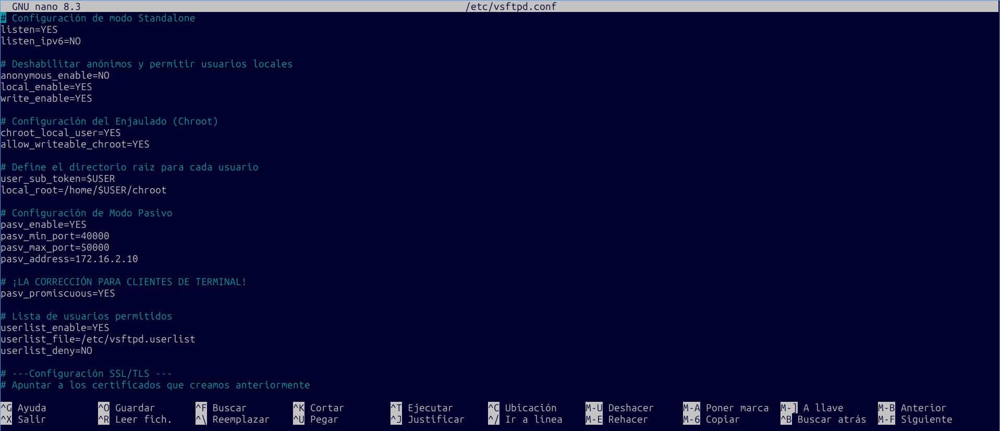 GNU nano 8.3 /etc/vsftpd.conf
# Configuración de modo Standalone
listen=YES
listen_ipv6=NO
# Deshabilitar anónimos y permitir usuarios locales
anonymous_enable=NO
local_enable=YES
write_enable=YES
# Configuración del Enjaulado (Chroot)
chroot_local_user=YES
allow_writeable_chroot=YES
# Define el directorio raíz para cada usuario
user_sub_token=$USER
local_root=/home/$USER/chroot
# Configuración de Modo Pasivo
pasv_enable=YES
pasv_min_port=40000
pasv_max_port=50000
pasv_address=172.16.2.10
# ¡LA CORRECCIÓN PARA CLIENTES DE TERMINAL!
pasv_promiscuous=YES
# Lista de usuarios permitidos
userlist_enable=YES
userlist_file=/etc/vsftpd.userlist
userlist_deny=NO
# ---Configuración SSL/TLS ---
# Apuntar a los certificados que creamos anteriormente
^G Ayuda ^O Guardar ^F Buscar ^K Cortar ^T Ejecutar ^C Ubicación M-U Deshacer M-A Poner marca M-] A llave M-B Anterior
^X Salir ^R Leer fich. ^\ Reemplazar ^U Pegar ^J Justificar ^/ Ir a línea M-E Rehacer M-6 Copiar ^B Buscar atrás M-F Siguiente